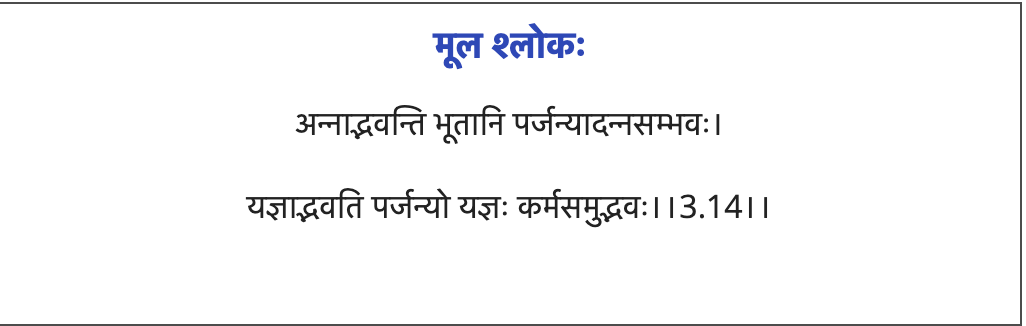 मूल श्लोकः
अन्नाद्भवन्ति भूतानि पर्जन्यादन्नसम्भवः।
यज्ञाद्भवति पर्जन्यो यज्ञः कर्मसमुद्भवः।।3.14।।